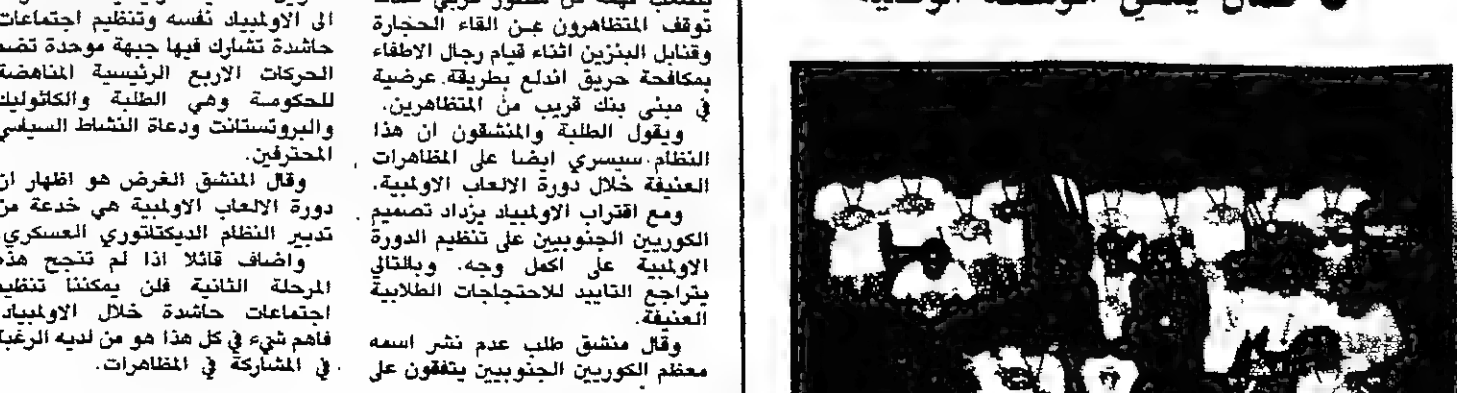 توقف المتظاهرون عن القاء الحجارة
وقنابل البنزين اثناء قيام رجال الاطفاء
بمكافحة حريق اندلع بطريقة عرضية
في مبنى بنك قريب من المتظاهرين.
ويقول الطلبة والمنشقون ان هذا
النظام سيسري ايضا على المظاهرات
العنيفة خلال دورة الالعاب الاولمبية.
ومع اقتراب الاولمبياد يزداد تصميم
الكوريين الجنوبيين على تنظيم الدورة
الاولمبية على اكمل وجه. وبالتالي
يتراجع التاييد للاحتجاجات الطلابية
العنيفة.
وقال منشق طلب عدم نشر اسمه
معظم الكوريين الجنوبيين يتفقون على
الى الاولمبياد نفسه وتنظيم اجتماعات
حاشدة تشارك فيها جبهة موحدة تضم
الحركات الاربع الرئيسية المناهضة
للحكومة وهي الطلبة والكاثوليك
والبروتستانت ودعاة النشاط السياسي
المحترفين.
وقال المنشق الغرض هو اظهار ان
دورة الالعاب الاولمبية هي خدعة من
تدبير النظام الديكتاتوري العسكري.
واضاف قائلا اذا لم تنجح هذه
المرحلة الثانية فلن يمكننا تنظيم
اجتماعات حاشدة خلال الاولمبياد.
فاهم شيء في كل هذا هو من لديه الرغبة
في المشاركة في المظاهرات.